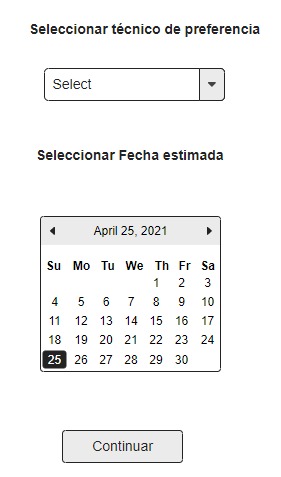 Seleccionar técnico de preferencia
Select
Seleccionar Fecha estimada
April 25, 2021
Su Mo Tu We Th Fr Sa
1 2 3
4 5 6 7 8 9 10
11 12 13 14 15 16 17
18 19 20 21 22 23 24
25 26 27 28 29 30
Continuar